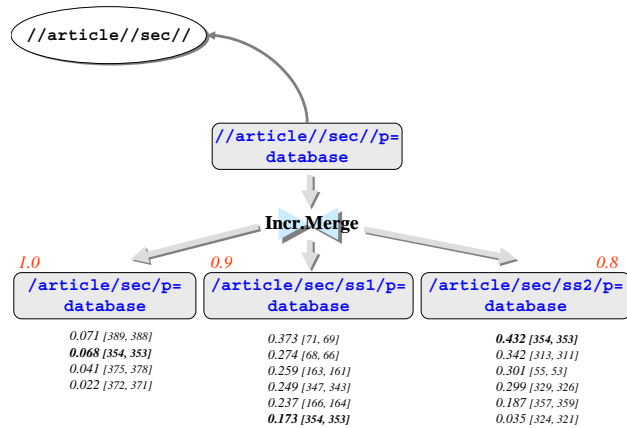 //article//sec//
//article//sec//p=
database
Incr.Merge
1.0
0.9
0.8
/article/sec/p=
database
/article/sec/ss1/p=
database
/article/sec/ss2/p=
database
0.071 [389, 388]
0.068 [354, 353]
0.041 [375, 378]
0.022 [372, 371]
0.373 [71, 69]
0.274 [68, 66]
0.259 [163, 161]
0.249 [347, 343]
0.237 [166, 164]
0.173 [354, 353]
0.432 [354, 353]
0.342 [313, 311]
0.301 [55, 53]
0.299 [329, 326]
0.187 [357, 359]
0.035 [324, 321]